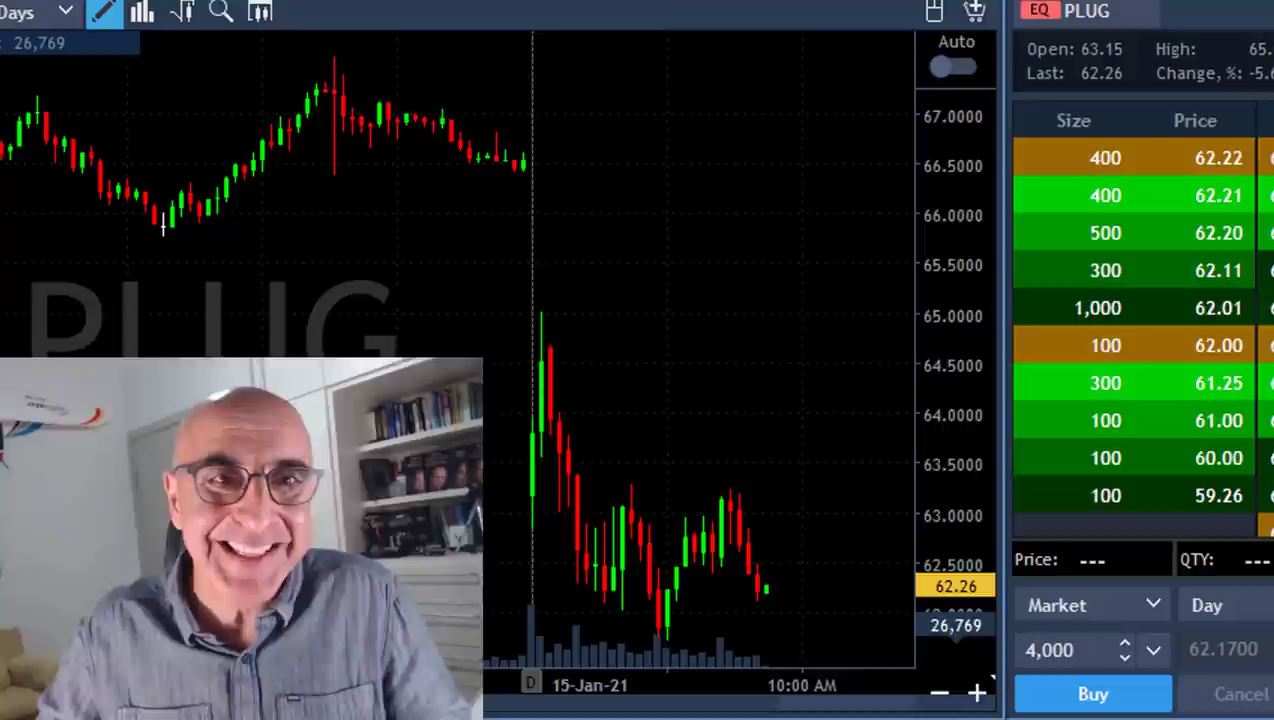 Days
EQ PLUG
26,769
Auto
Open: 63.15 High: 65.
Last: 62.26 Change, %: -5.6
Size Price
67.0000
66.5000
66.0000
65.5000
65.0000
64.5000
64.0000
63.5000
63.0000
62.5000
62.26
26,769
PLUG
400 62.22
400 62.21
500 62.20
300 62.11
1,000 62.01
100 62.00
300 61.25
100 61.00
100 60.00
100 59.26
Price: --- QTY: ---
Market Day
4,000 62.1700
Buy Cancel
D 15-Jan-21 10:00 AM